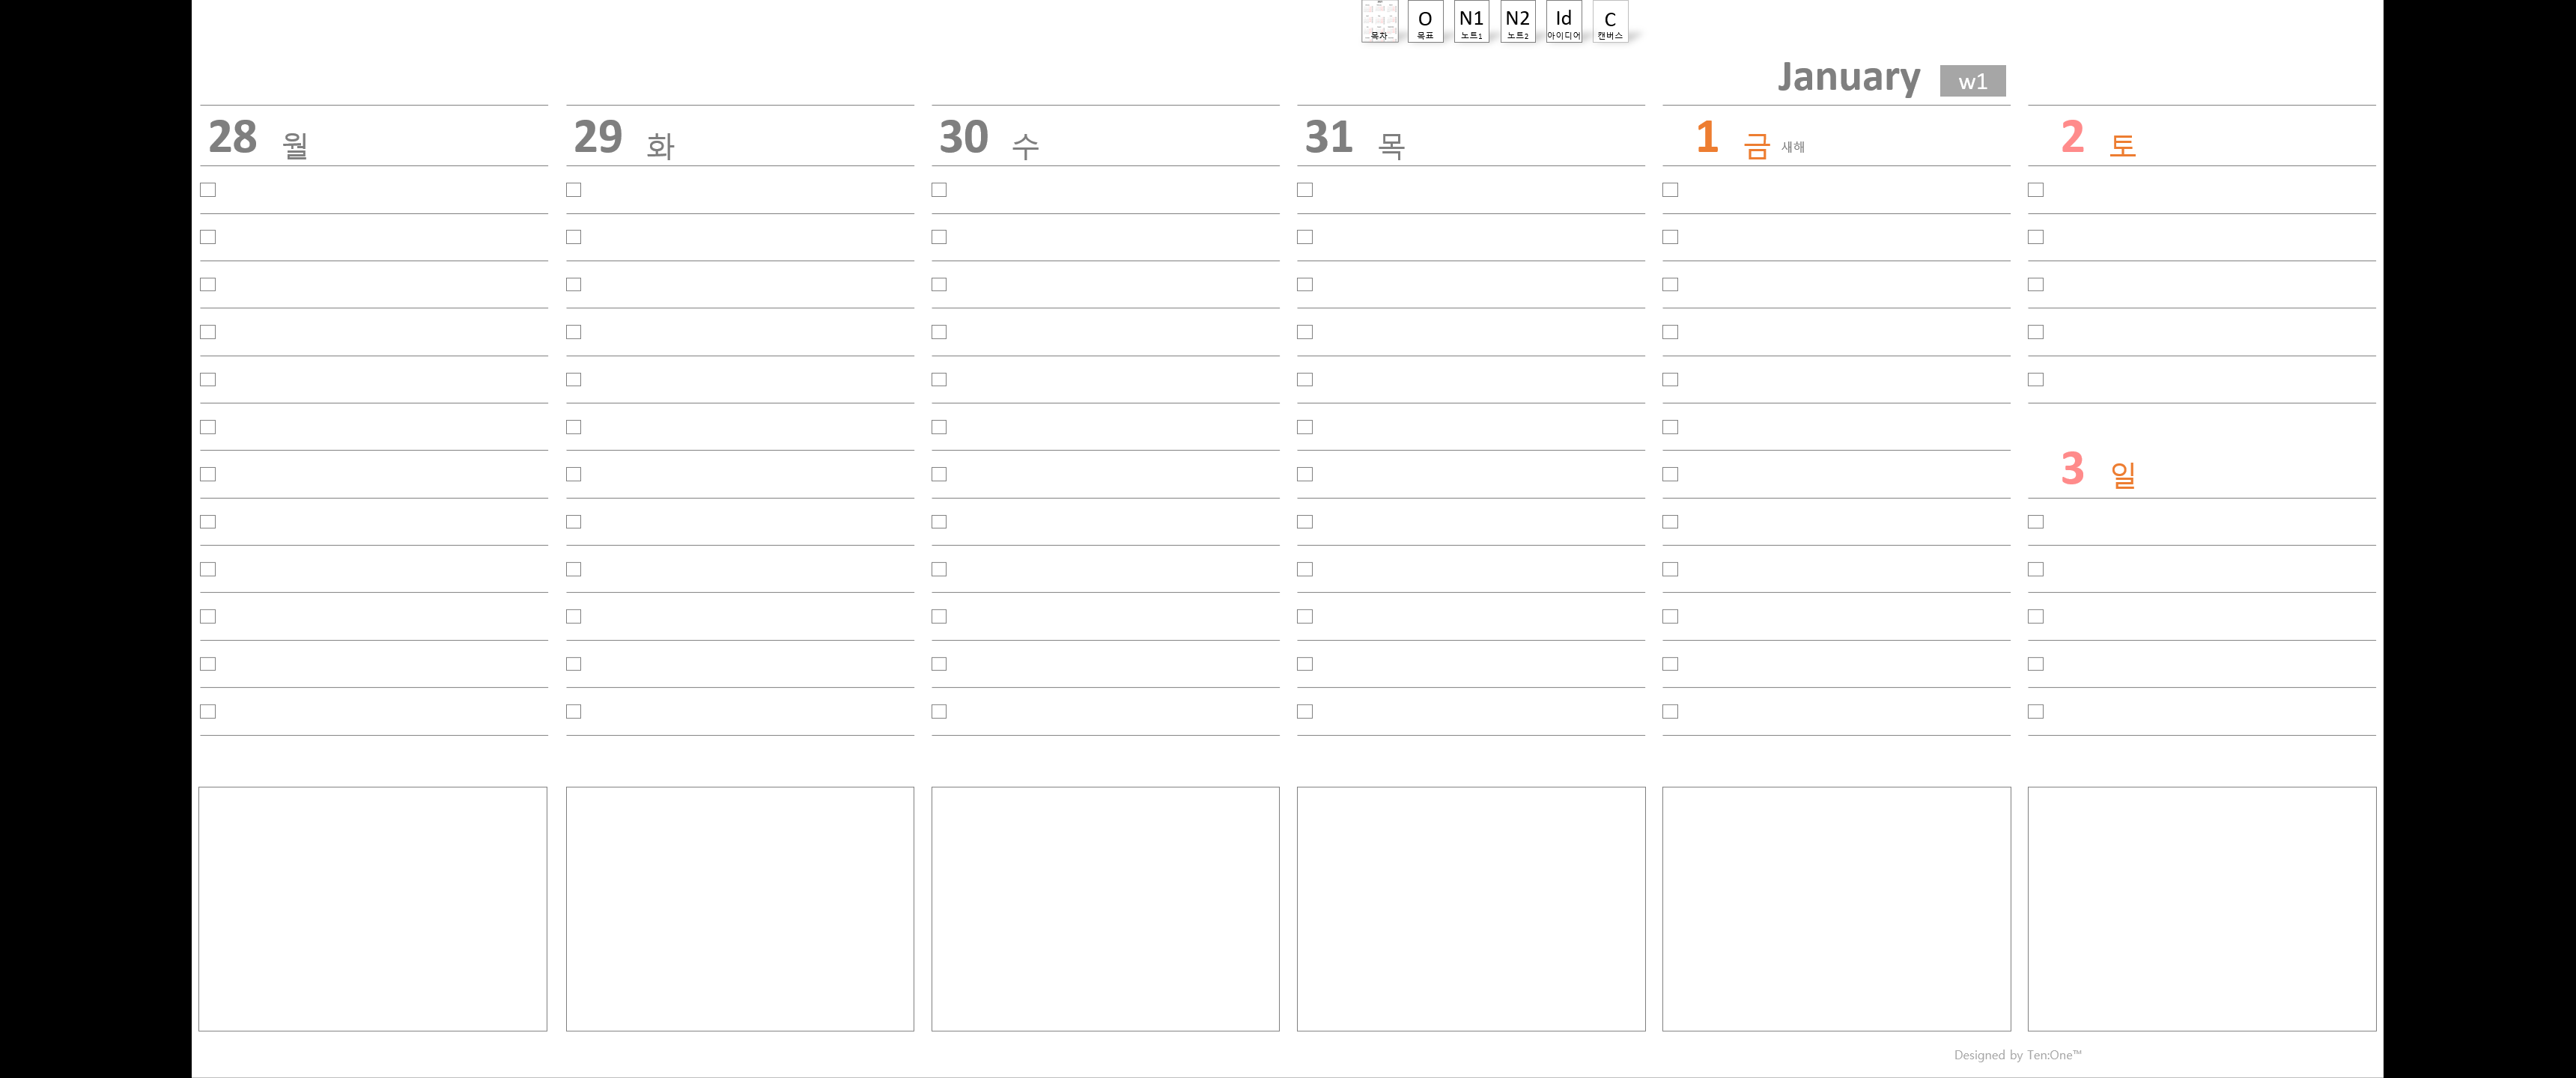 목차
O
목표
N1
노트1
N2
노트2
Id
아이디어
C
캔버스
January w1
28 월
29 화
30 수
31 목
1 금 새해
2 토
3 일
Designed by Ten:One™